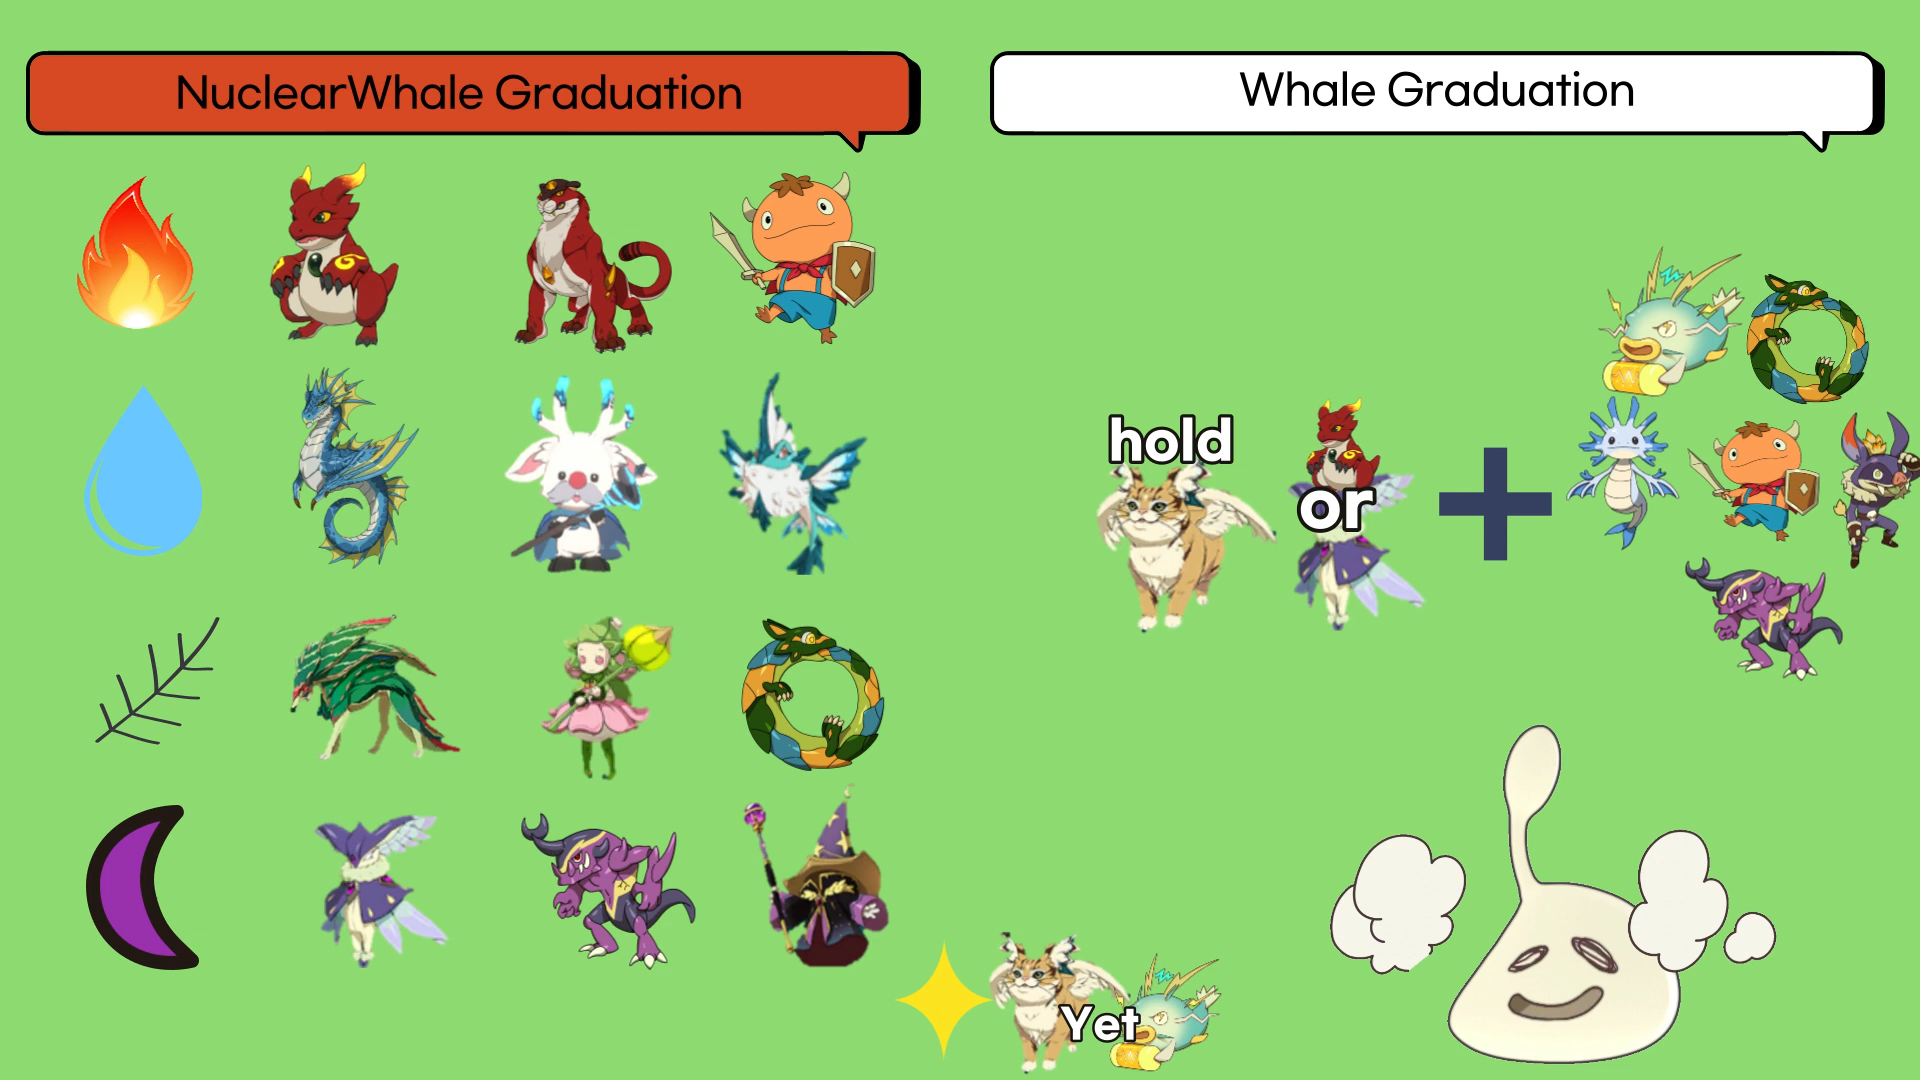 NuclearWhale Graduation
Whale Graduation
hold
or
Yet